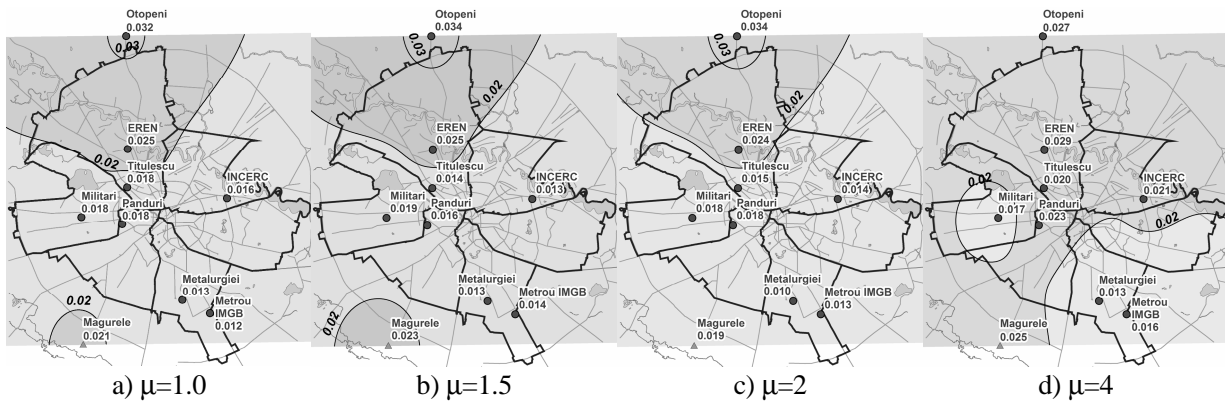 Otopeni
0.032
0.03
EREN
0.025
0.02
Titulescu
0.018
INCERC
0.016
Militari
0.018
Panduri
0.018
Metalurgiei
0.013
Metrou
IMGB
0.012
0.02
Magurele
0.021
a) μ=1.0
Otopeni
0.034
0.03
0.02
EREN
0.025
Titulescu
0.014
INCERC
0.013
Militari
0.019
Panduri
0.016
Metalurgiei
0.013
Metrou IMGB
0.014
0.02
Magurele
0.023
b) μ=1.5
Otopeni
0.034
0.03
0.02
EREN
0.024
Titulescu
0.015
INCERC
0.014
Militari
0.018
Panduri
0.018
Metalurgiei
0.010
Metrou IMGB
0.013
Magurele
0.019
c) μ=2
Otopeni
0.027
EREN
0.029
Titulescu
0.020
0.02
INCERC
0.021
Militari
0.017
Panduri
0.023
0.02
Metalurgiei
0.013
Metrou
IMGB
0.016
Magurele
0.025
d) μ=4